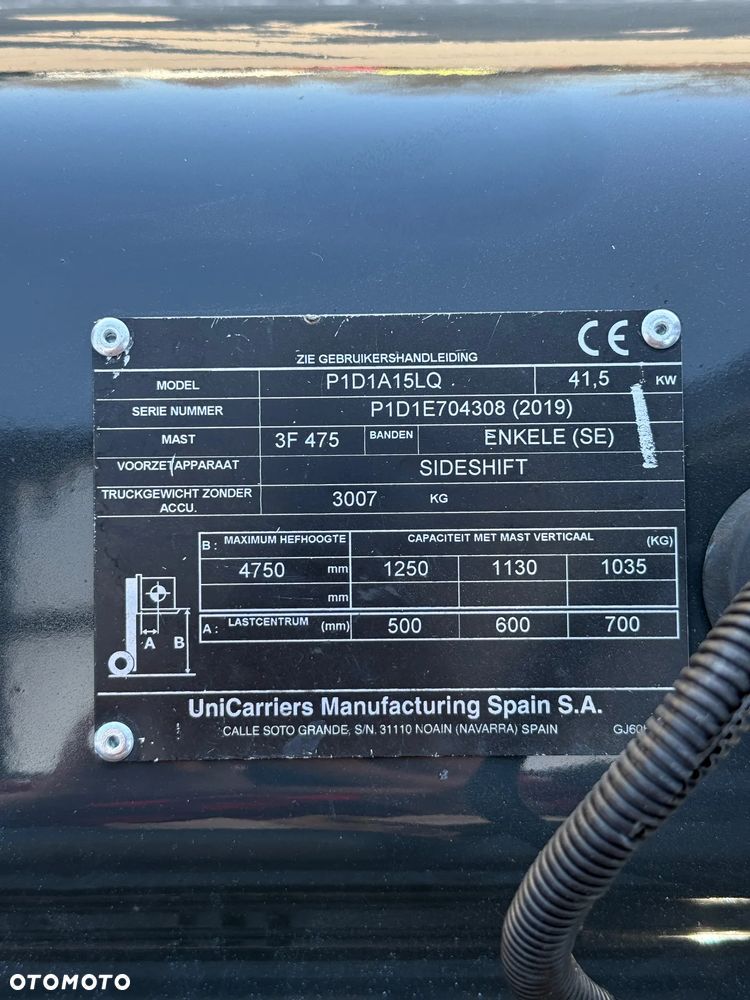 CE
ZIE GEBRUIKERSHANDLEIDING
MODEL P1D1A15LQ 41,5 KW
SERIE NUMMER P1D1E704308 (2019)
MAST 3F 475 BANDEN ENKELE (SE)
VOORZETAPPARAAT SIDESHIFT
TRUCKGEWICHT ZONDER ACCU. 3007 KG
B: MAXIMUM HEFHOOGTE CAPACITEIT MET MAST VERTICAAL (KG)
4750 mm 1250 1130 1035
mm
A: LASTCENTRUM (mm) 500 600 700
A B
UniCarriers Manufacturing Spain S.A.
CALLE SOTO GRANDE, S/N. 31110 NOAIN (NAVARRA) SPAIN
OTOMOTO